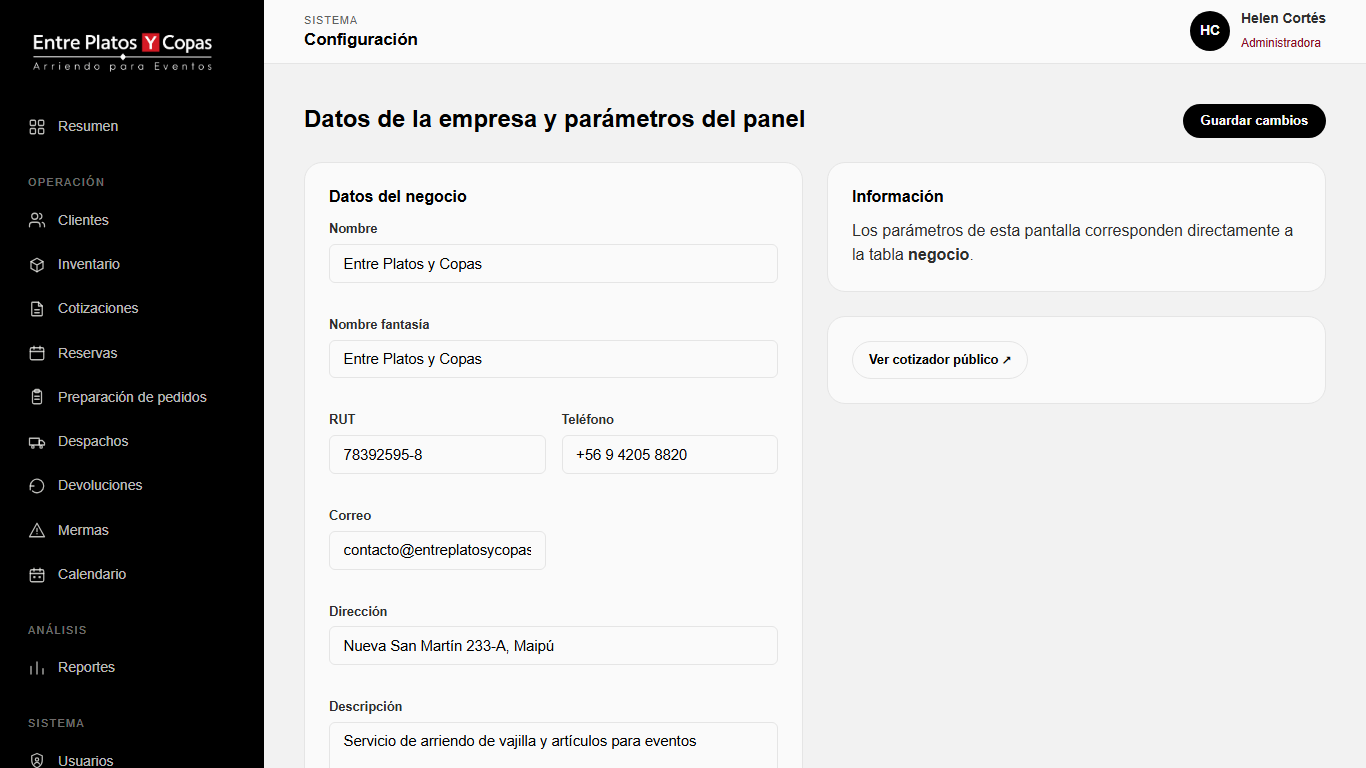 Entre Platos Y Copas
Arriendo para Eventos
Resumen
OPERACIÓN
Clientes
Inventario
Cotizaciones
Reservas
Preparación de pedidos
Despachos
Devoluciones
Mermas
Calendario
ANÁLISIS
Reportes
SISTEMA
Usuarios
SISTEMA
Configuración
HC
Helen Cortés
Administradora
Datos de la empresa y parámetros del panel
Guardar cambios
Datos del negocio
Nombre
Entre Platos y Copas
Nombre fantasía
Entre Platos y Copas
RUT
Teléfono
78392595-8
+56 9 4205 8820
Correo
contacto@entreplatosycopas
Dirección
Nueva San Martín 233-A, Maipú
Descripción
Servicio de arriendo de vajilla y artículos para eventos
Información
Los parámetros de esta pantalla corresponden directamente a
la tabla negocio.
Ver cotizador público ↗